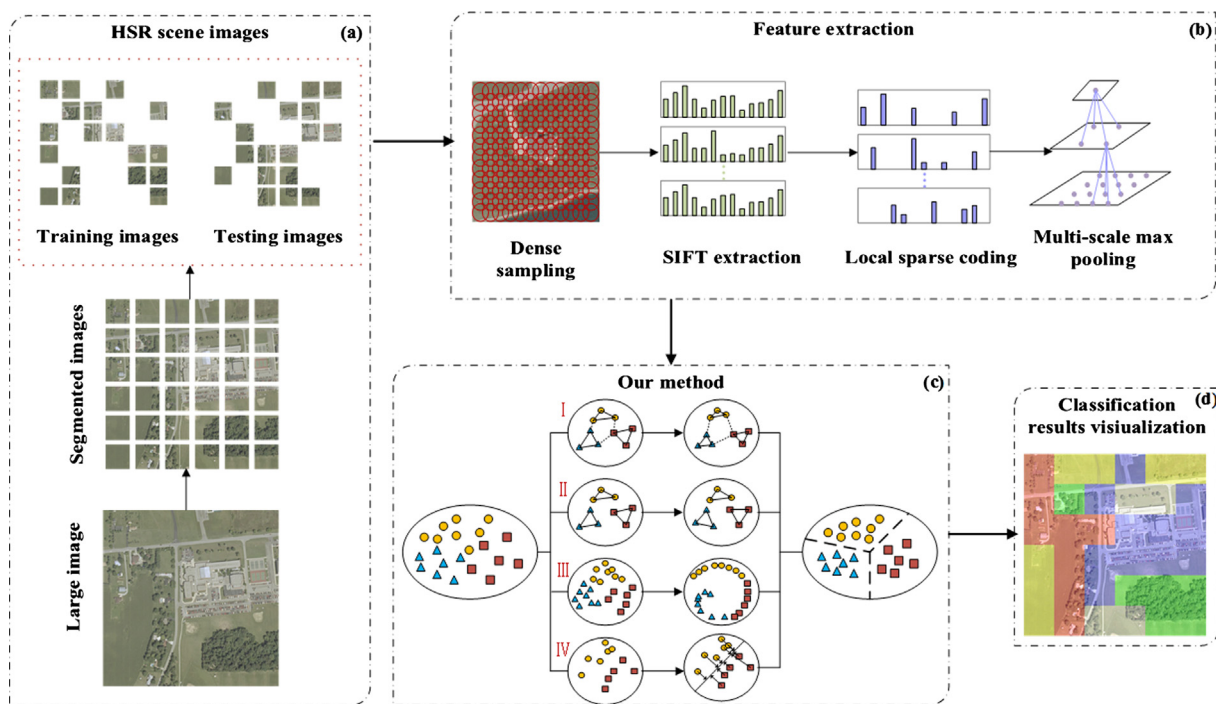 HSR scene images (a)
Training images
Testing images
Segmented images
Large image
Feature extraction (b)
Dense
sampling
SIFT extraction
Local sparse coding
Multi-scale max
pooling
Our method (c)
I
II
III
IV
Classification (d)
results visiualization